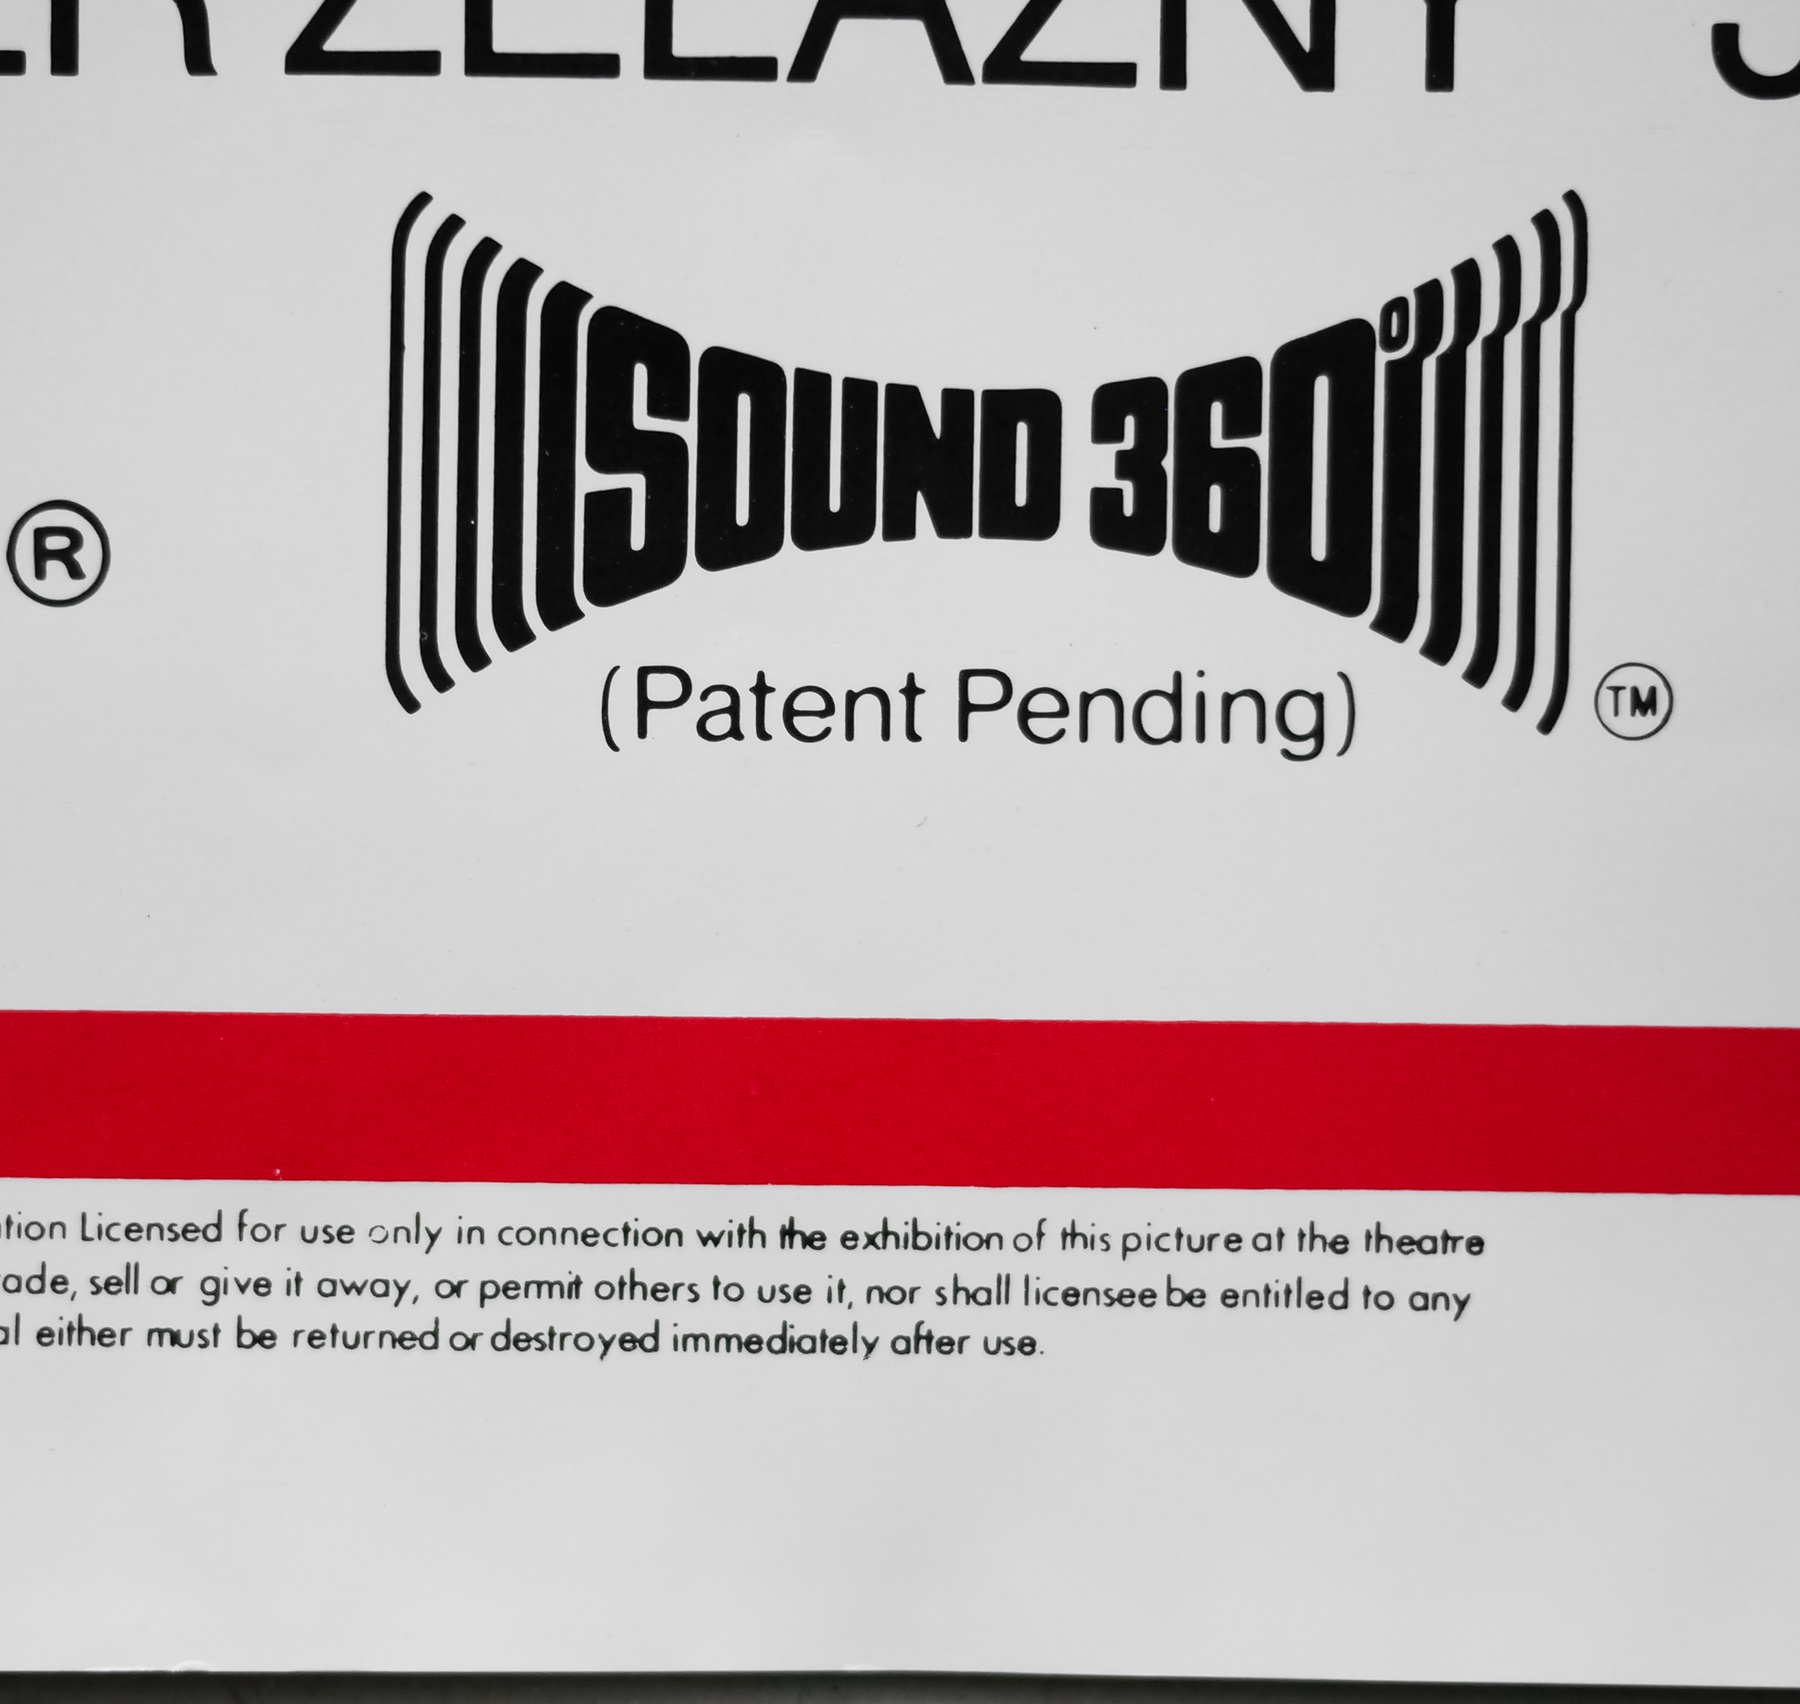 ZELAZNY
SOUND 360°
®
(Patent Pending)
TM
Licensed for use only in connection with the exhibition of this picture at the theatre
sell or give it away, or permit others to use it, nor shall licensee be entitled to any
either must be returned or destroyed immediately after use.